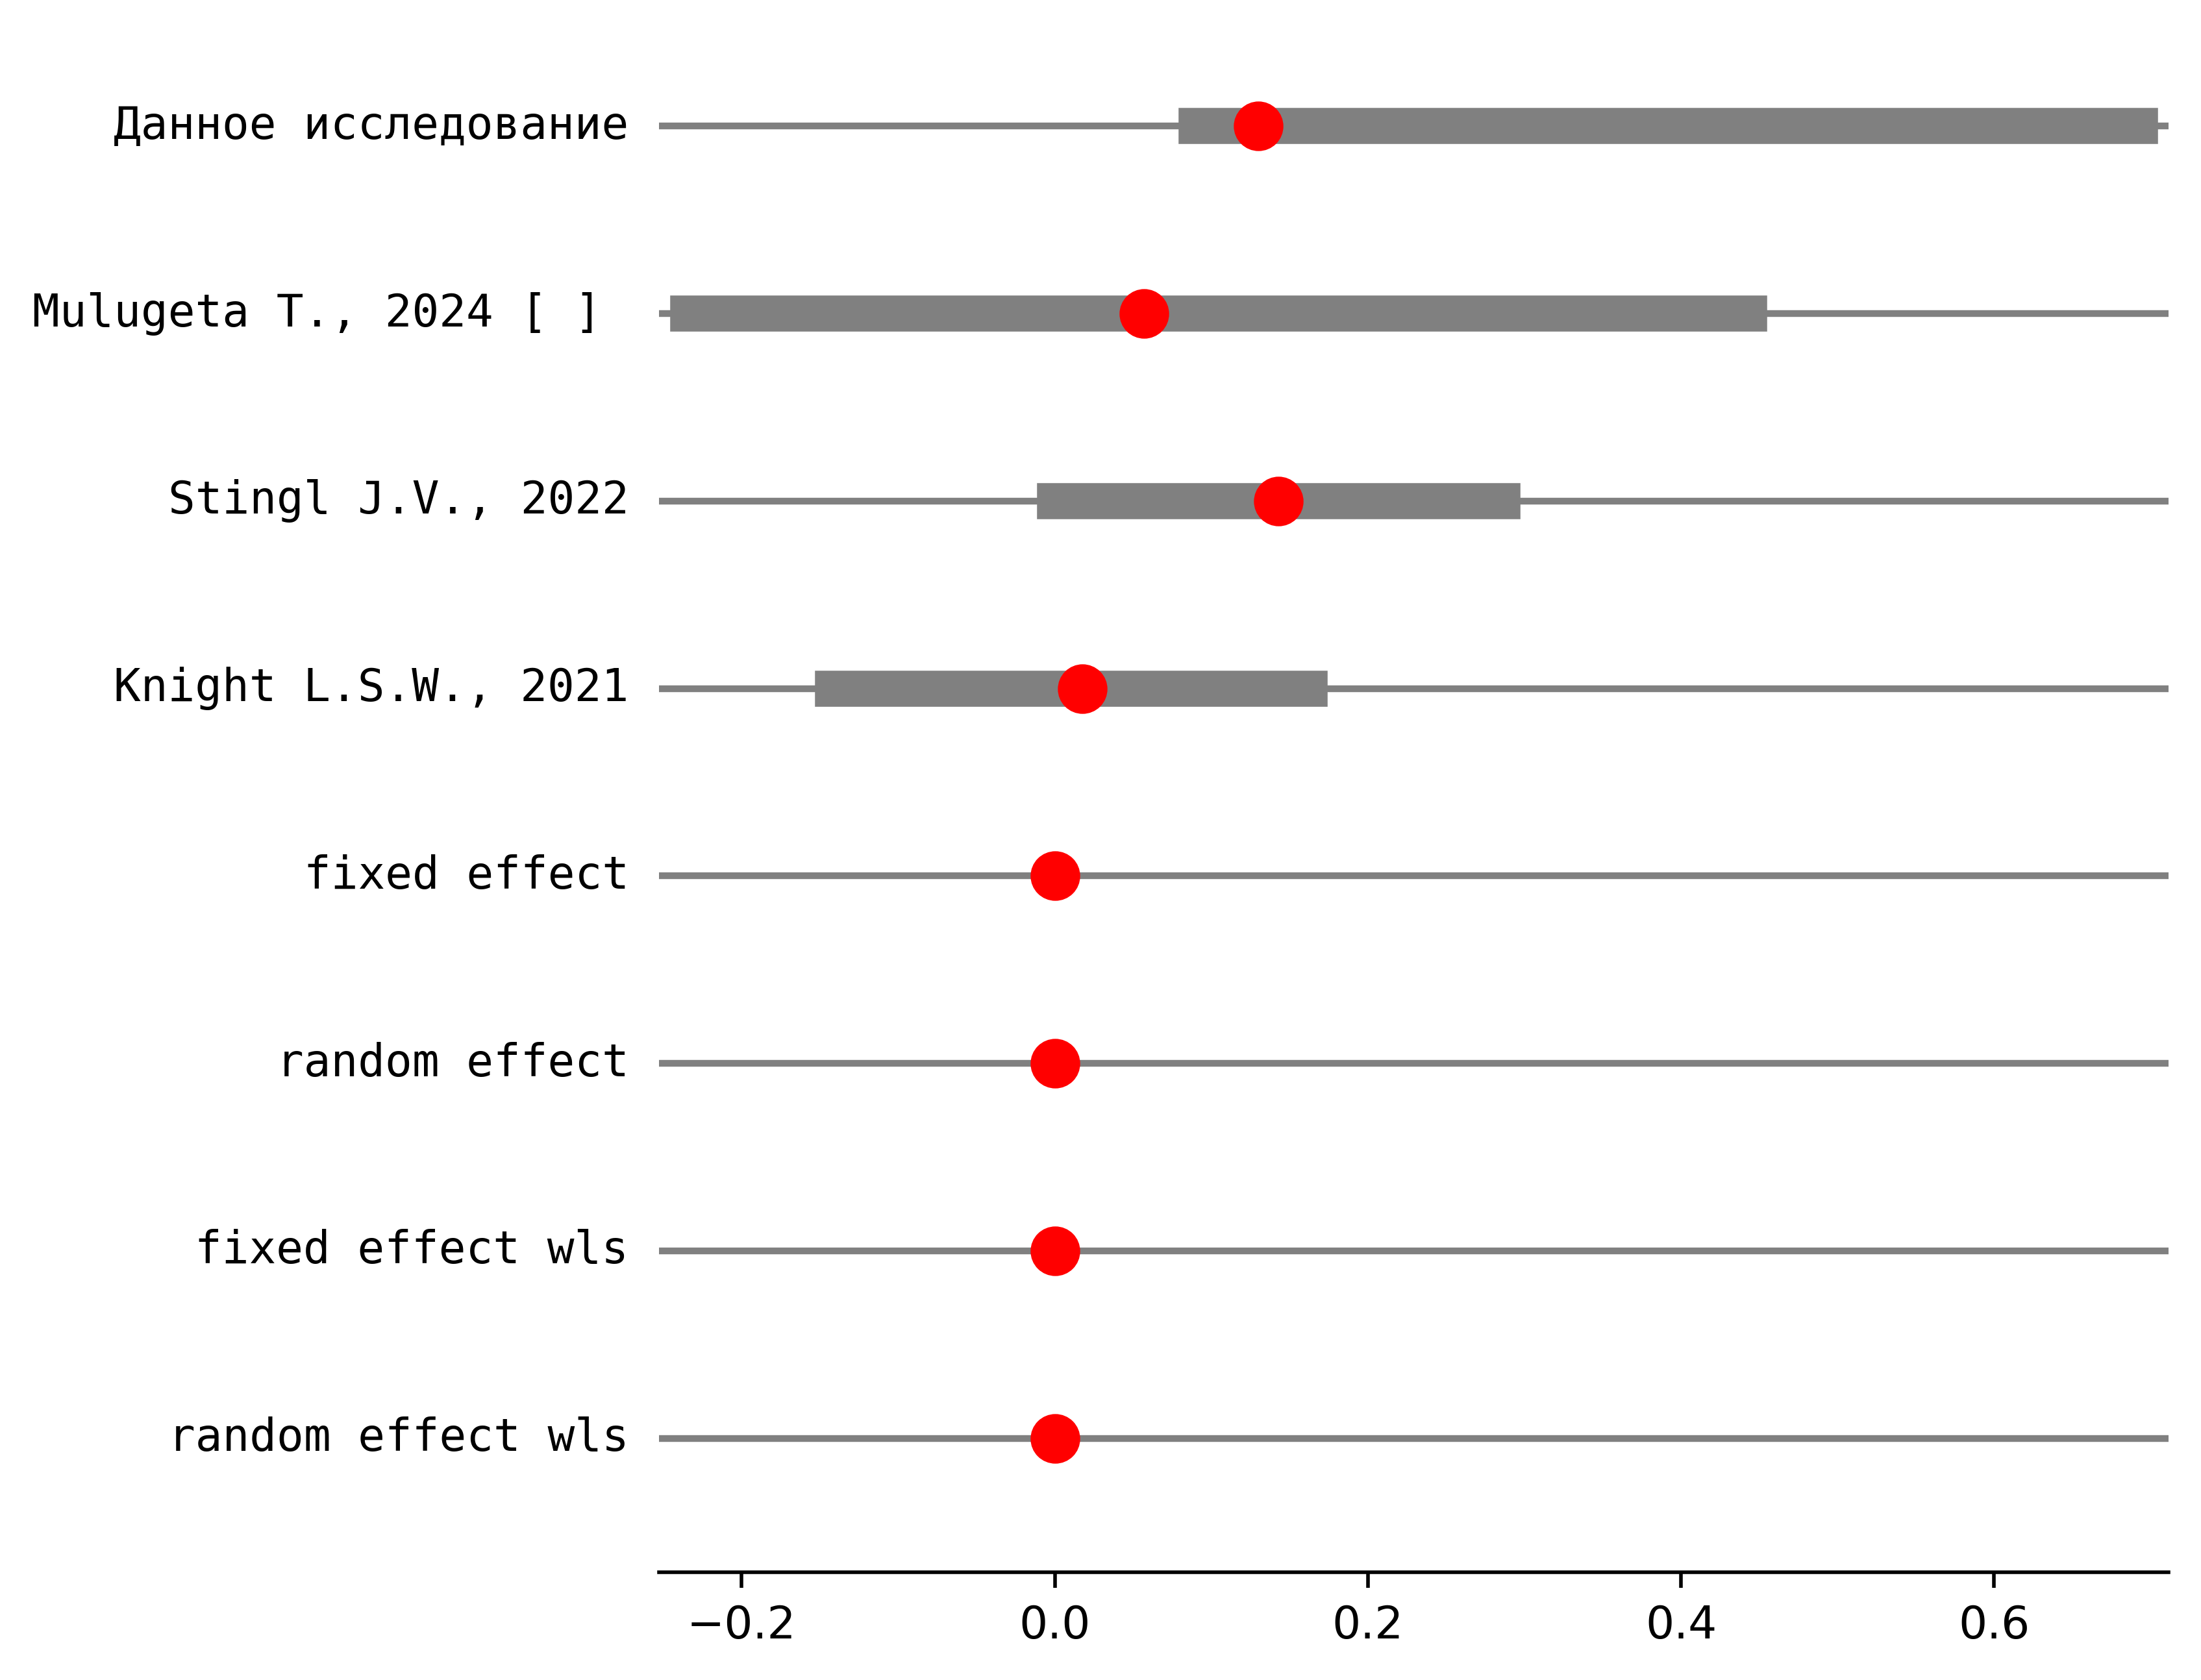 Данное исследование
Mulugeta T., 2024 [ ]
Stingl J.V., 2022
Knight L.S.W., 2021
fixed effect
random effect
fixed effect wls
random effect wls
−0.2 0.0 0.2 0.4 0.6